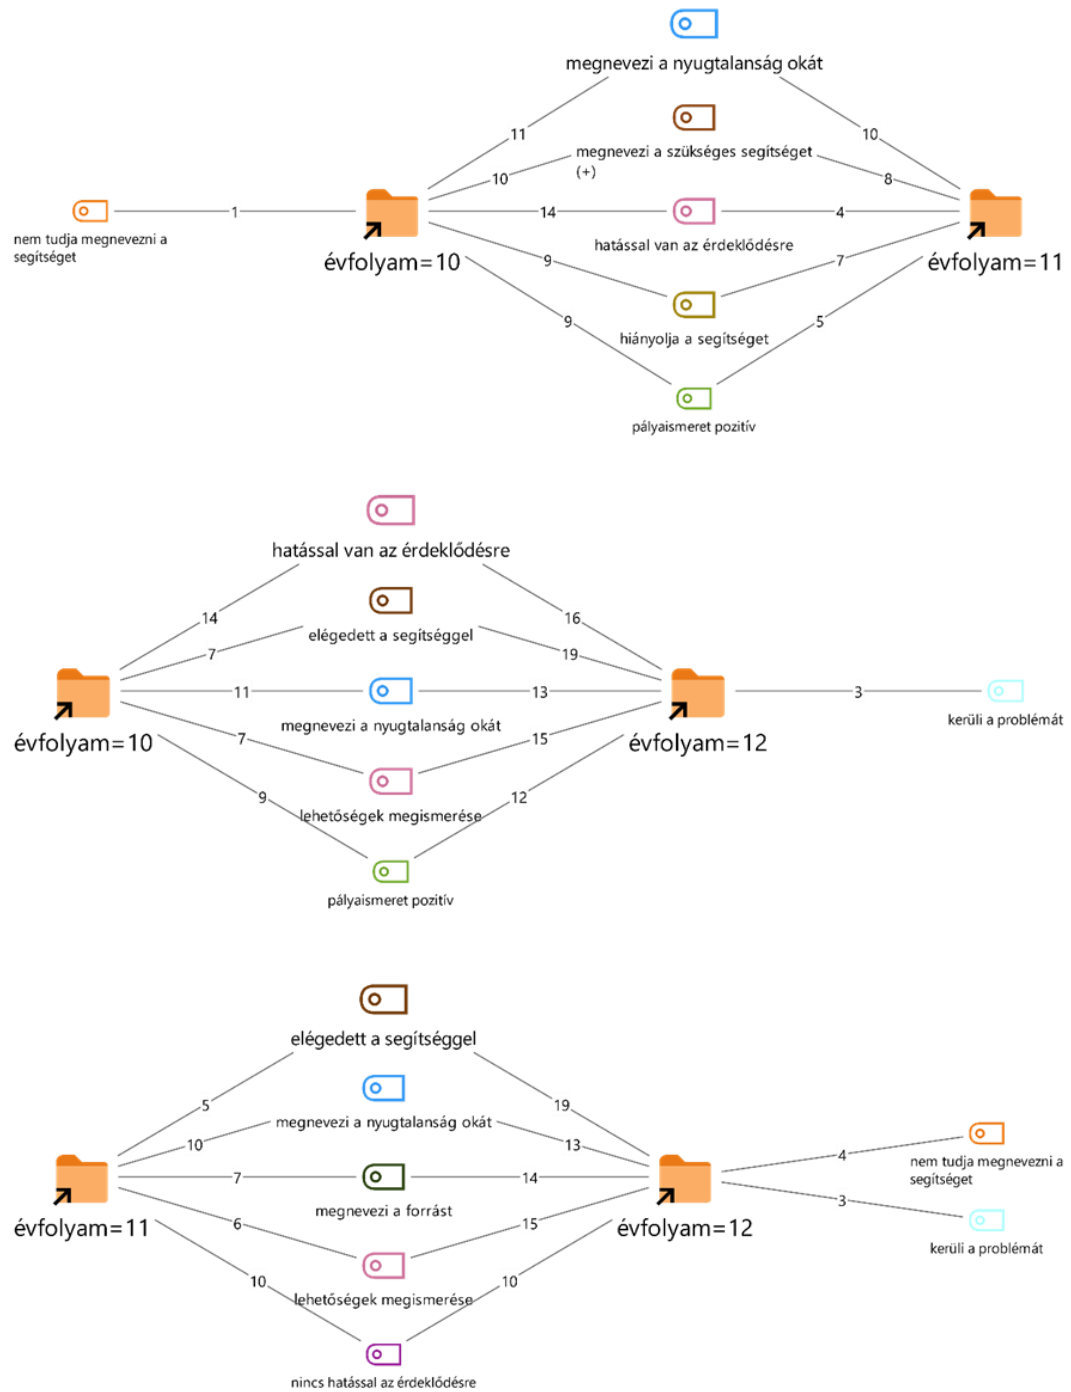 megnevezi a nyugtalanság okát
11
10
megnevezi a szükséges segítséget
(+)
10
8
1
14
4
nem tudja megnevezni a
segítséget
hatással van az érdeklődésre
évfolyam=10
évfolyam=11
9
7
9
5
hiányolja a segítséget
pályaismeret pozitív
hatással van az érdeklődésre
14
16
elégedett a segítséggel
7
19
11
13
3
megnevezi a nyugtalanság okát
kerüli a problémát
évfolyam=10
évfolyam=12
7
15
9
12
lehetőségek megismerése
pályaismeret pozitív
elégedett a segítséggel
5
19
megnevezi a nyugtalanság okát
10
13
4
nem tudja megnevezni a
segítséget
7
14
3
megnevezi a forrást
évfolyam=11
évfolyam=12
6
15
kerüli a problémát
10
10
lehetőségek megismerése
nincs hatással az érdeklődésre